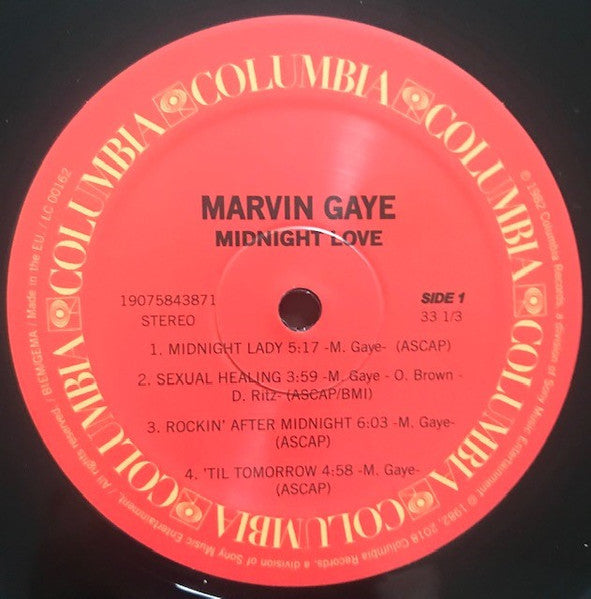 COLUMBIA COLUMBIA COLUMBIA COLUMBIA COLUMBIA COLUMBIA
MARVIN GAYE
MIDNIGHT LOVE
19075843871
STEREO
SIDE 1
33 1/3
1. MIDNIGHT LADY 5:17 -M. Gaye- (ASCAP)
2. SEXUAL HEALING 3:59 -M. Gaye - O. Brown -
D. Ritz- (ASCAP/BMI)
3. ROCKIN' AFTER MIDNIGHT 6:03 -M. Gaye-
(ASCAP)
4. 'TIL TOMORROW 4:58 -M. Gaye-
(ASCAP)
℗ 1982 Columbia Records, a division of Sony Music Entertainment ℗ 1982, 2018 Columbia Records, a division of Sony Music Entertainment. / All rights reserved. BIEM/GEMA / Made in the EU / LC 00162